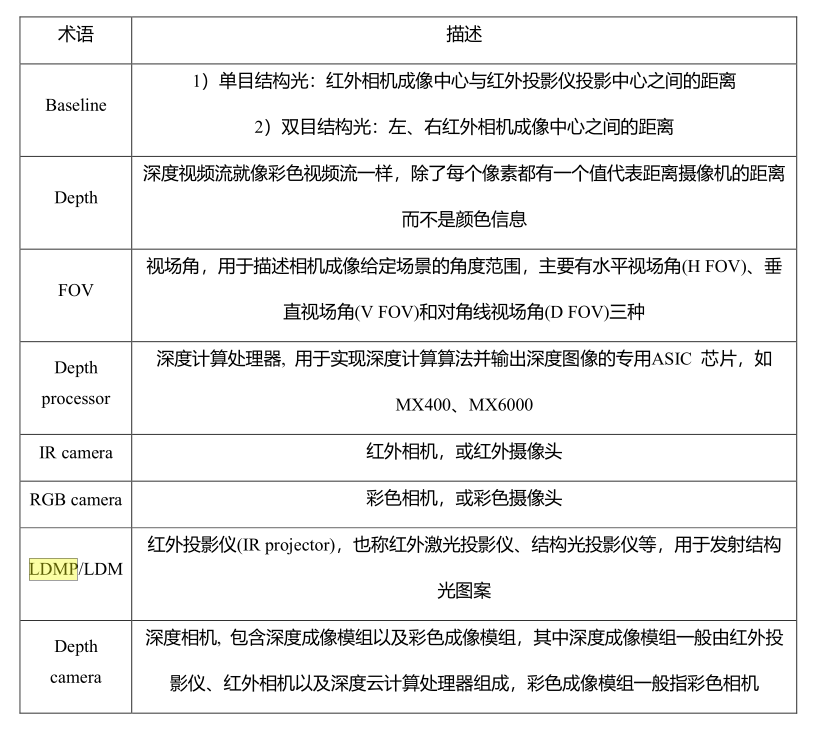 术语
描述
Baseline
1）单目结构光：红外相机成像中心与红外投影仪投影中心之间的距离
2）双目结构光：左、右红外相机成像中心之间的距离
Depth
深度视频流就像彩色视频流一样，除了每个像素都有一个值代表距离摄像机的距离
而不是颜色信息
FOV
视场角，用于描述相机成像给定场景的角度范围，主要有水平视场角(H FOV)、垂
直视场角(V FOV)和对角线视场角(D FOV)三种
Depth
processor
深度计算处理器, 用于实现深度计算算法并输出深度图像的专用ASIC 芯片，如
MX400、MX6000
IR camera
红外相机，或红外摄像头
RGB camera
彩色相机，或彩色摄像头
LDMP/LDM
红外投影仪(IR projector)，也称红外激光投影仪、结构光投影仪等，用于发射结构
光图案
Depth
camera
深度相机, 包含深度成像模组以及彩色成像模组，其中深度成像模组一般由红外投
影仪、红外相机以及深度云计算处理器组成，彩色成像模组一般指彩色相机